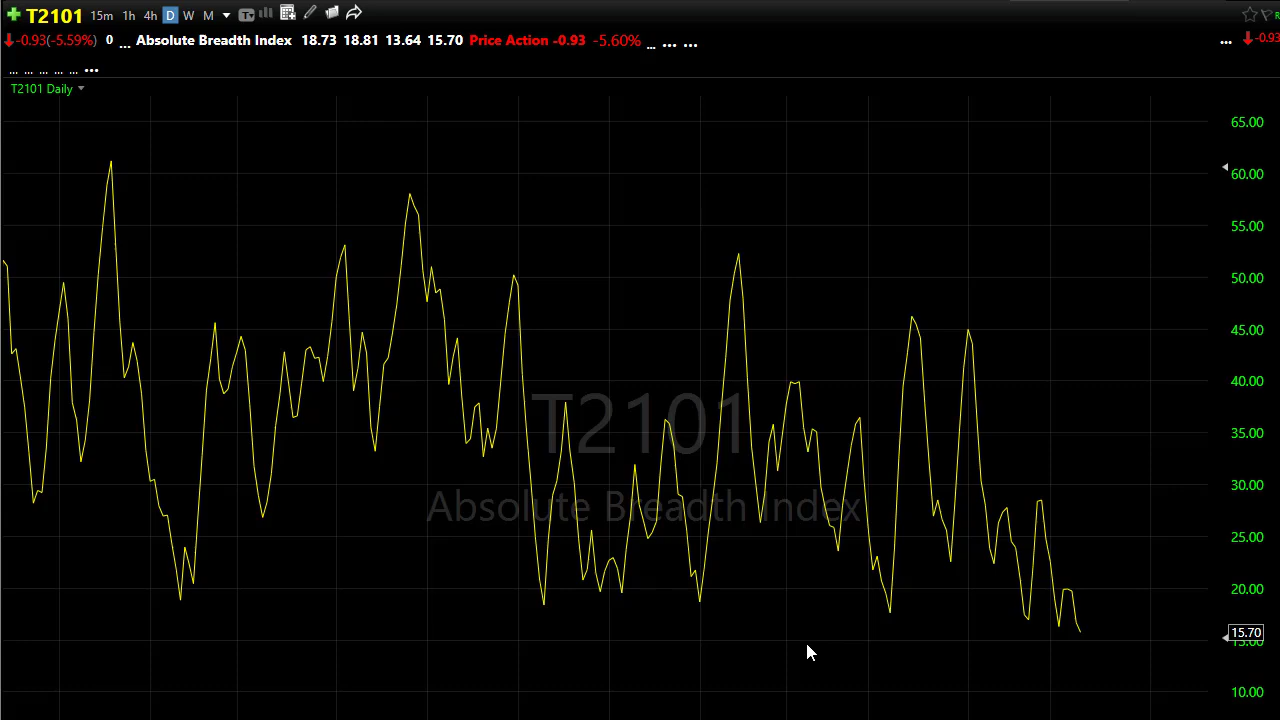 T2101 15m 1h 4h D W M
-0.93(-5.59%) 0 ... Absolute Breadth Index 18.73 18.81 13.64 15.70 Price Action -0.93 -5.60% ... ... ... ... -0.93
... ... ... ... ... ...
T2101 Daily
65.00
60.00
55.00
50.00
45.00
40.00
T2101
35.00
30.00
Absolute Breadth Index
25.00
20.00
15.70
15.00
10.00